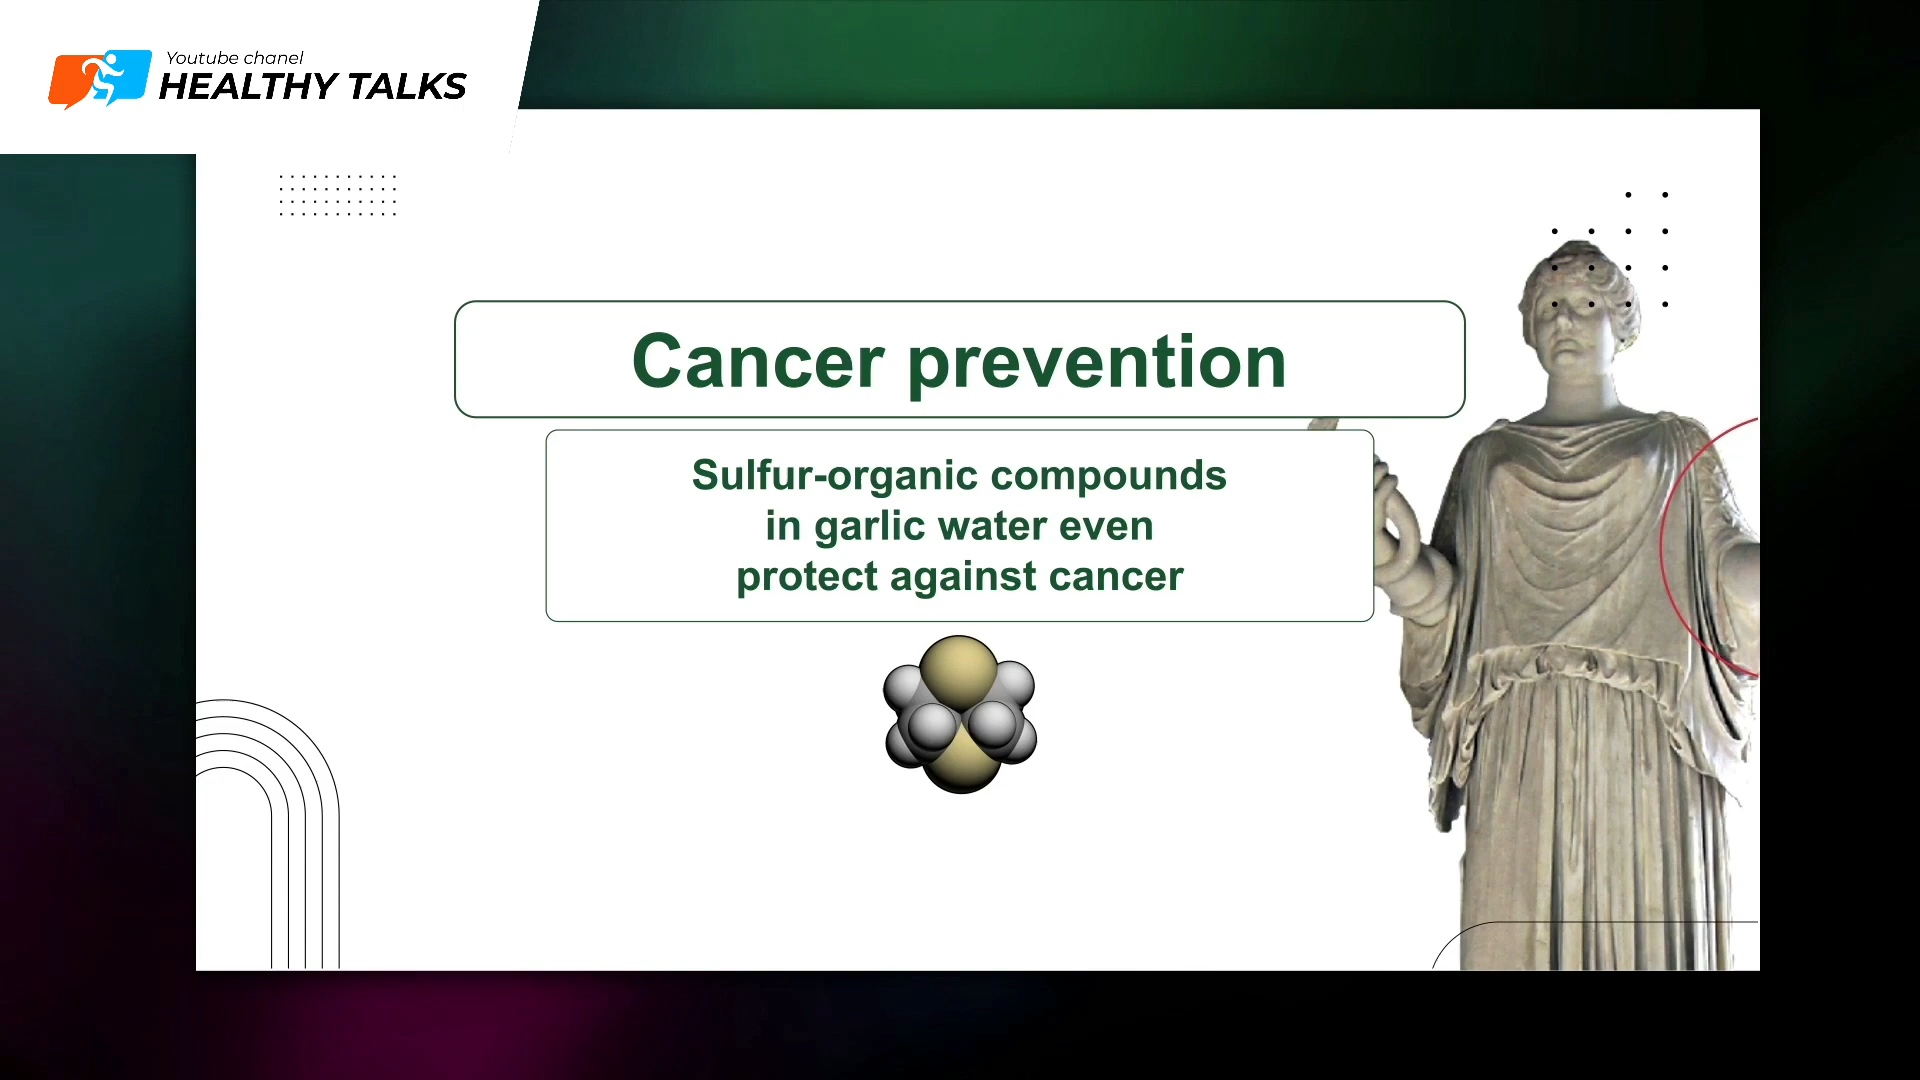 Youtube chanel
HEALTHY TALKS
Cancer prevention
Sulfur-organic compounds
in garlic water even
protect against cancer